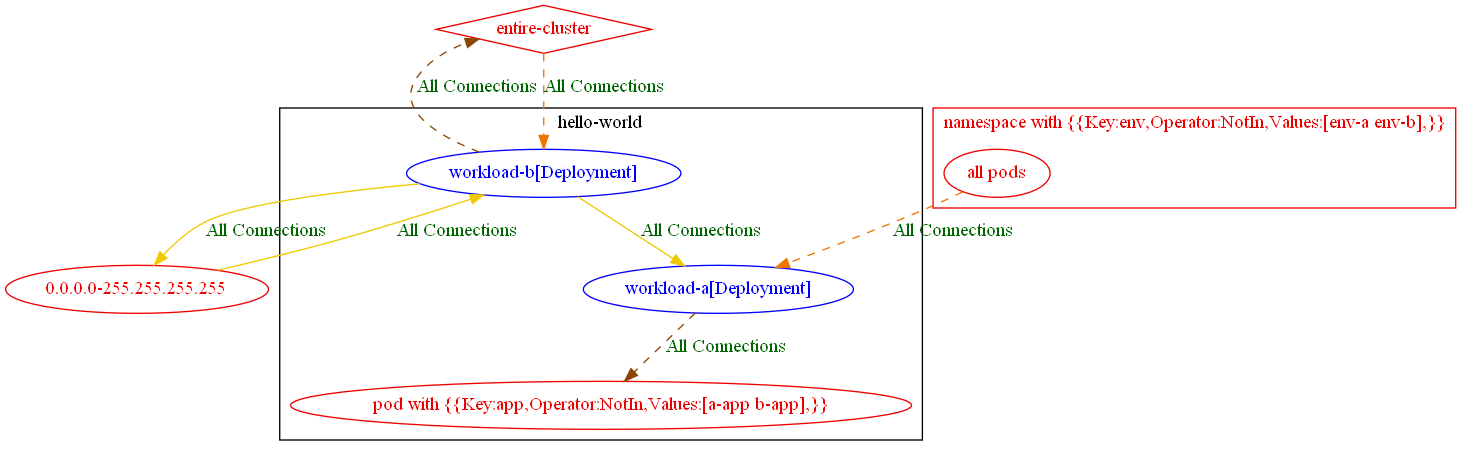 entire-cluster
All Connections
All Connections
hello-world
namespace with {{Key:env,Operator:NotIn,Values:[env-a env-b],}}
workload-b[Deployment]
all pods
All Connections
All Connections
All Connections
All Connections
0.0.0.0-255.255.255.255
workload-a[Deployment]
All Connections
pod with {{Key:app,Operator:NotIn,Values:[a-app b-app],}}